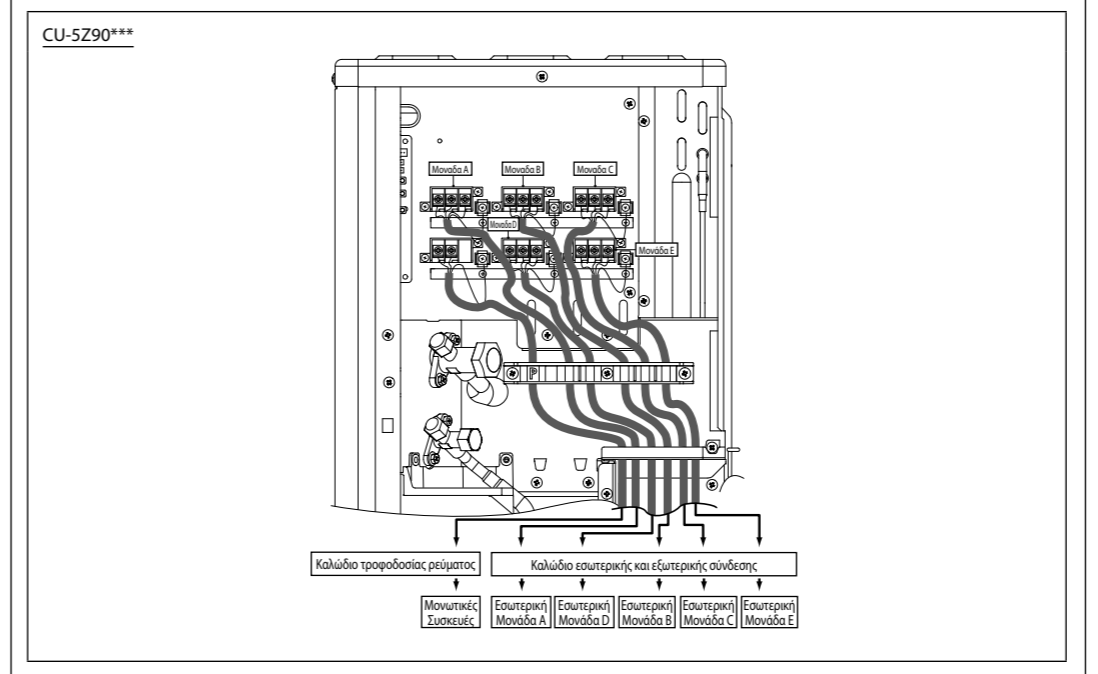 CU-5Z90***
Μοναδα A
Μοναδα B
Μοναδα C
Μοναδα D
Μονάδα E
P
Καλώδιο τροφοδοσίας ρεύματος
Καλώδιο εσωτερικής και εξωτερικής σύνδεσης
Μονωτικές
Συσκευές
Εσωτερική
Μονάδα A
Εσωτερική
Μονάδα D
Εσωτερική
Μονάδα B
Εσωτερική
Μονάδα C
Εσωτερική
Μονάδα E